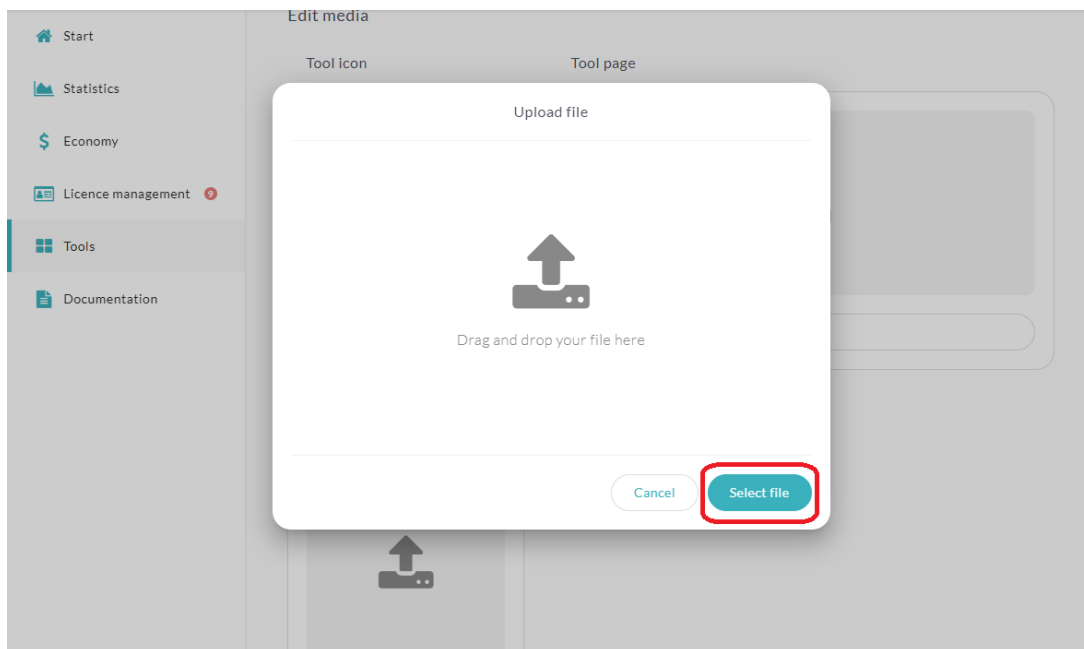 Edit media
Start
Tool icon
Tool page
Statistics
Upload file
Economy
Licence management 9
Tools
Documentation
Drag and drop your file here
Cancel
Select file